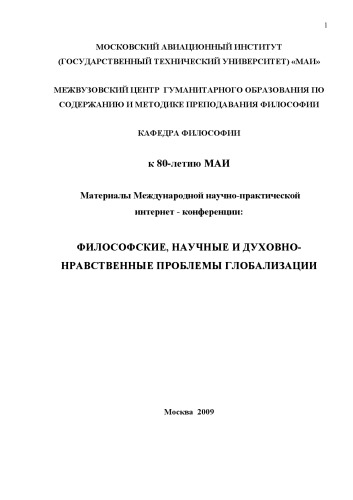 1
МОСКОВСКИЙ АВИАЦИОННЫЙ ИНСТИТУТ
(ГОСУДАРСТВЕННЫЙ ТЕХНИЧЕСКИЙ УНИВЕРСИТЕТ) «МАИ»
МЕЖВУЗОВСКИЙ ЦЕНТР ГУМАНИТАРНОГО ОБРАЗОВАНИЯ ПО
СОДЕРЖАНИЮ И МЕТОДИКЕ ПРЕПОДАВАНИЯ ФИЛОСОФИИ
КАФЕДРА ФИЛОСОФИИ
к 80-летию МАИ
Материалы Международной научно-практической
интернет - конференции:
ФИЛОСОФСКИЕ, НАУЧНЫЕ И ДУХОВНО-
НРАВСТВЕННЫЕ ПРОБЛЕМЫ ГЛОБАЛИЗАЦИИ
Москва 2009